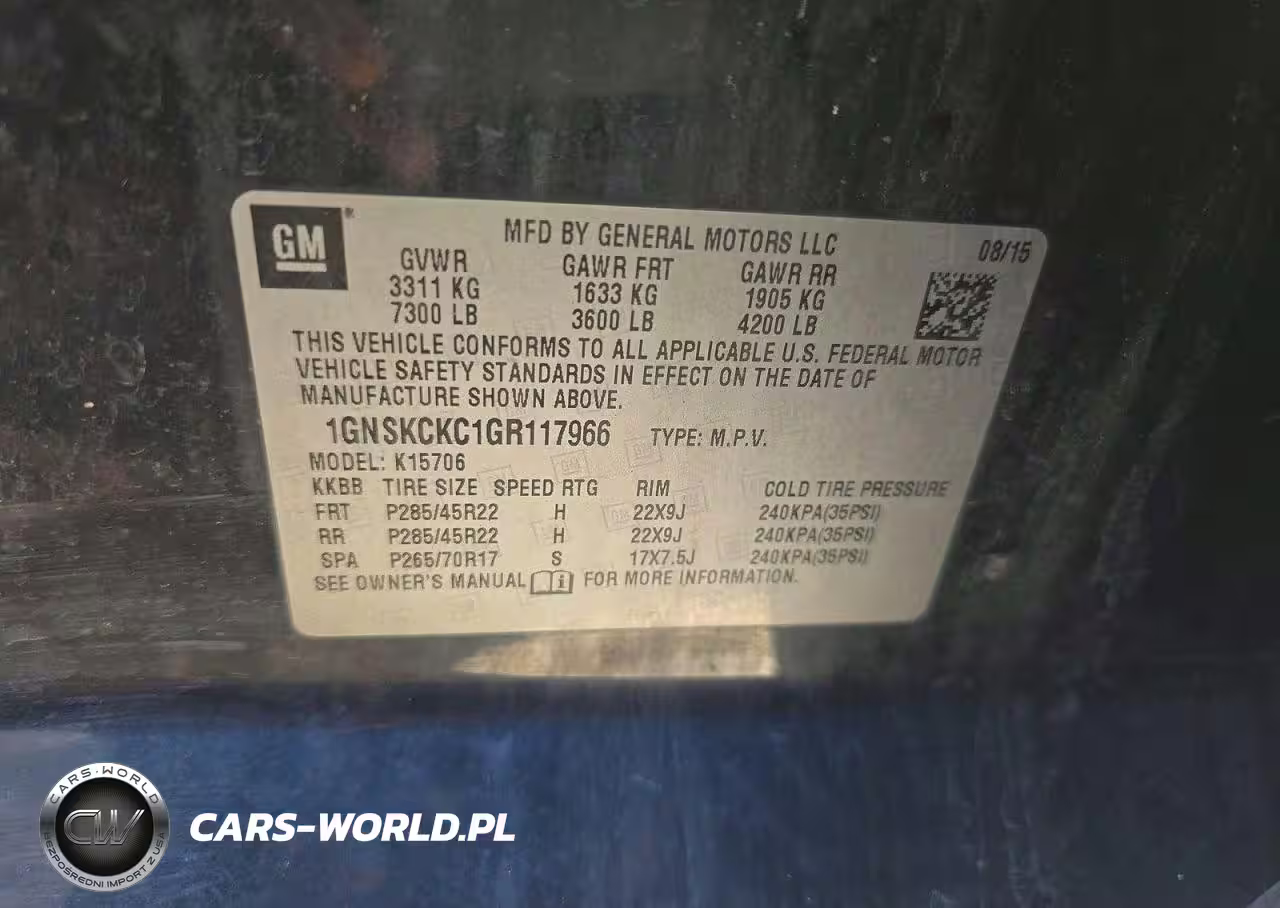 GM
MFD BY GENERAL MOTORS LLC 08/15
GVWR GAWR FRT GAWR RR
3311 KG 1633 KG 1905 KG
7300 LB 3600 LB 4200 LB
THIS VEHICLE CONFORMS TO ALL APPLICABLE U.S. FEDERAL MOTOR
VEHICLE SAFETY STANDARDS IN EFFECT ON THE DATE OF
MANUFACTURE SHOWN ABOVE.
1GNSKCKC1GR117966 TYPE: M.P.V.
MODEL: K15706
KKBB TIRE SIZE SPEED RTG RIM COLD TIRE PRESSURE
FRT P285/45R22 H 22X9J 240KPA(35PSI)
RR P285/45R22 H 22X9J 240KPA(35PSI)
SPA P265/70R17 S 17X7.5J 240KPA(35PSI)
SEE OWNER'S MANUAL FOR MORE INFORMATION.
CARS-WORLD
CW
BEZPOŚREDNI IMPORT Z USA
CARS-WORLD.PL